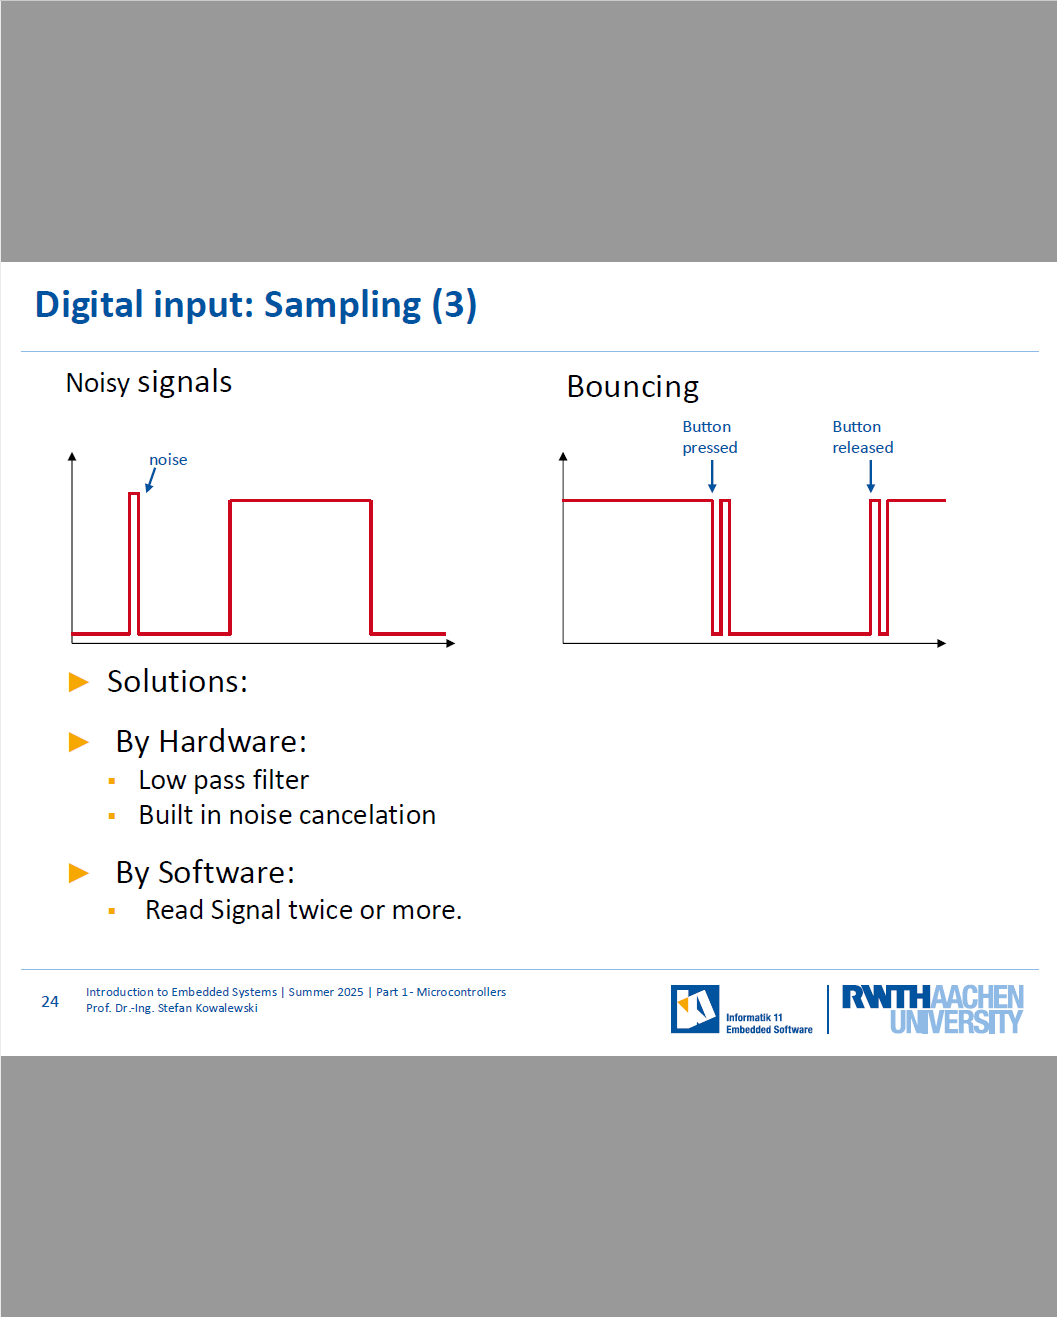 Digital input: Sampling (3)
Noisy signals
noise
Bouncing
Button
pressed
Button
released
Solutions:
By Hardware:
Low pass filter
Built in noise cancelation
By Software:
Read Signal twice or more.
24
Introduction to Embedded Systems | Summer 2025 | Part 1- Microcontrollers
Prof. Dr.-Ing. Stefan Kowalewski
Informatik 11
Embedded Software
RWTH AACHEN
UNIVERSITY